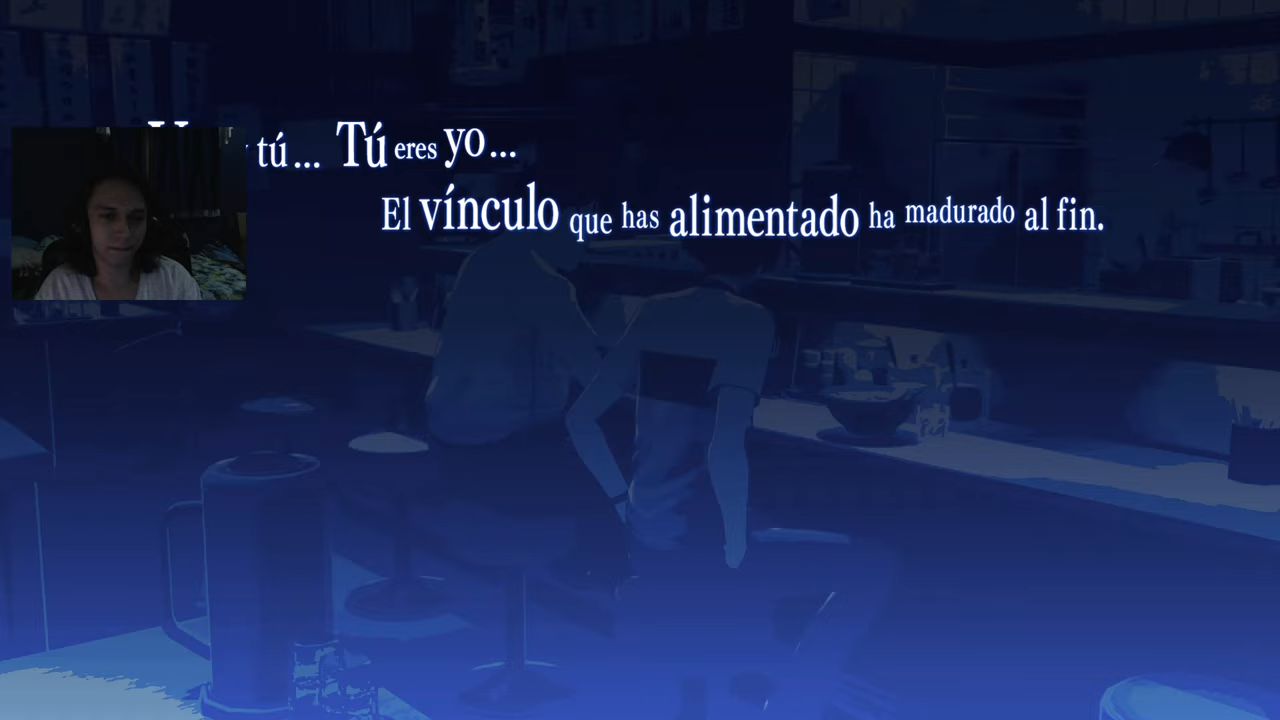 tú... Tú eres yo...
El vínculo que has alimentado ha madurado al fin.